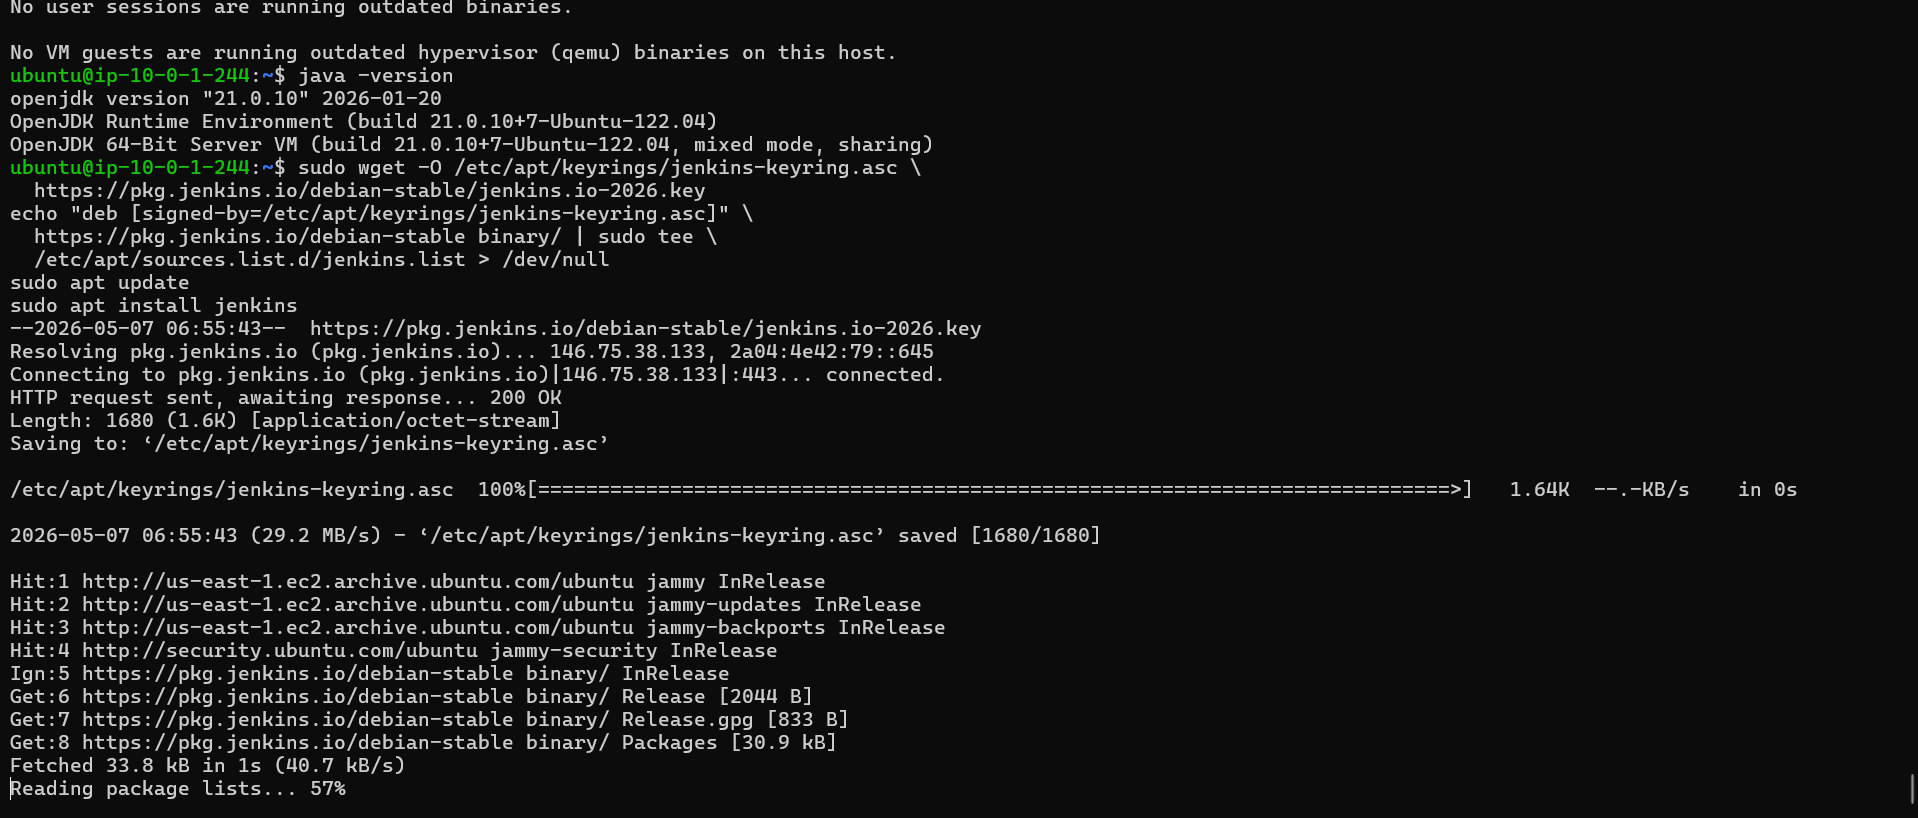 No user sessions are running outdated binaries.
No VM guests are running outdated hypervisor (qemu) binaries on this host.
ubuntu@ip-10-0-1-244:~$ java -version
openjdk version "21.0.10" 2026-01-20
OpenJDK Runtime Environment (build 21.0.10+7-Ubuntu-122.04)
OpenJDK 64-Bit Server VM (build 21.0.10+7-Ubuntu-122.04, mixed mode, sharing)
ubuntu@ip-10-0-1-244:~$ sudo wget -O /etc/apt/keyrings/jenkins-keyring.asc \
  https://pkg.jenkins.io/debian-stable/jenkins.io-2026.key
echo "deb [signed-by=/etc/apt/keyrings/jenkins-keyring.asc]" \
  https://pkg.jenkins.io/debian-stable binary/ | sudo tee \
  /etc/apt/sources.list.d/jenkins.list > /dev/null
sudo apt update
sudo apt install jenkins
--2026-05-07 06:55:43--  https://pkg.jenkins.io/debian-stable/jenkins.io-2026.key
Resolving pkg.jenkins.io (pkg.jenkins.io)... 146.75.38.133, 2a04:4e42:79::645
Connecting to pkg.jenkins.io (pkg.jenkins.io)|146.75.38.133|:443... connected.
HTTP request sent, awaiting response... 200 OK
Length: 1680 (1.6K) [application/octet-stream]
Saving to: ‘/etc/apt/keyrings/jenkins-keyring.asc’
/etc/apt/keyrings/jenkins-keyring.asc  100%[============================================================================>]   1.64K  --.-KB/s    in 0s
2026-05-07 06:55:43 (29.2 MB/s) - ‘/etc/apt/keyrings/jenkins-keyring.asc’ saved [1680/1680]
Hit:1 http://us-east-1.ec2.archive.ubuntu.com/ubuntu jammy InRelease
Hit:2 http://us-east-1.ec2.archive.ubuntu.com/ubuntu jammy-updates InRelease
Hit:3 http://us-east-1.ec2.archive.ubuntu.com/ubuntu jammy-backports InRelease
Hit:4 http://security.ubuntu.com/ubuntu jammy-security InRelease
Ign:5 https://pkg.jenkins.io/debian-stable binary/ InRelease
Get:6 https://pkg.jenkins.io/debian-stable binary/ Release [2044 B]
Get:7 https://pkg.jenkins.io/debian-stable binary/ Release.gpg [833 B]
Get:8 https://pkg.jenkins.io/debian-stable binary/ Packages [30.9 kB]
Fetched 33.8 kB in 1s (40.7 kB/s)
Reading package lists... 57%